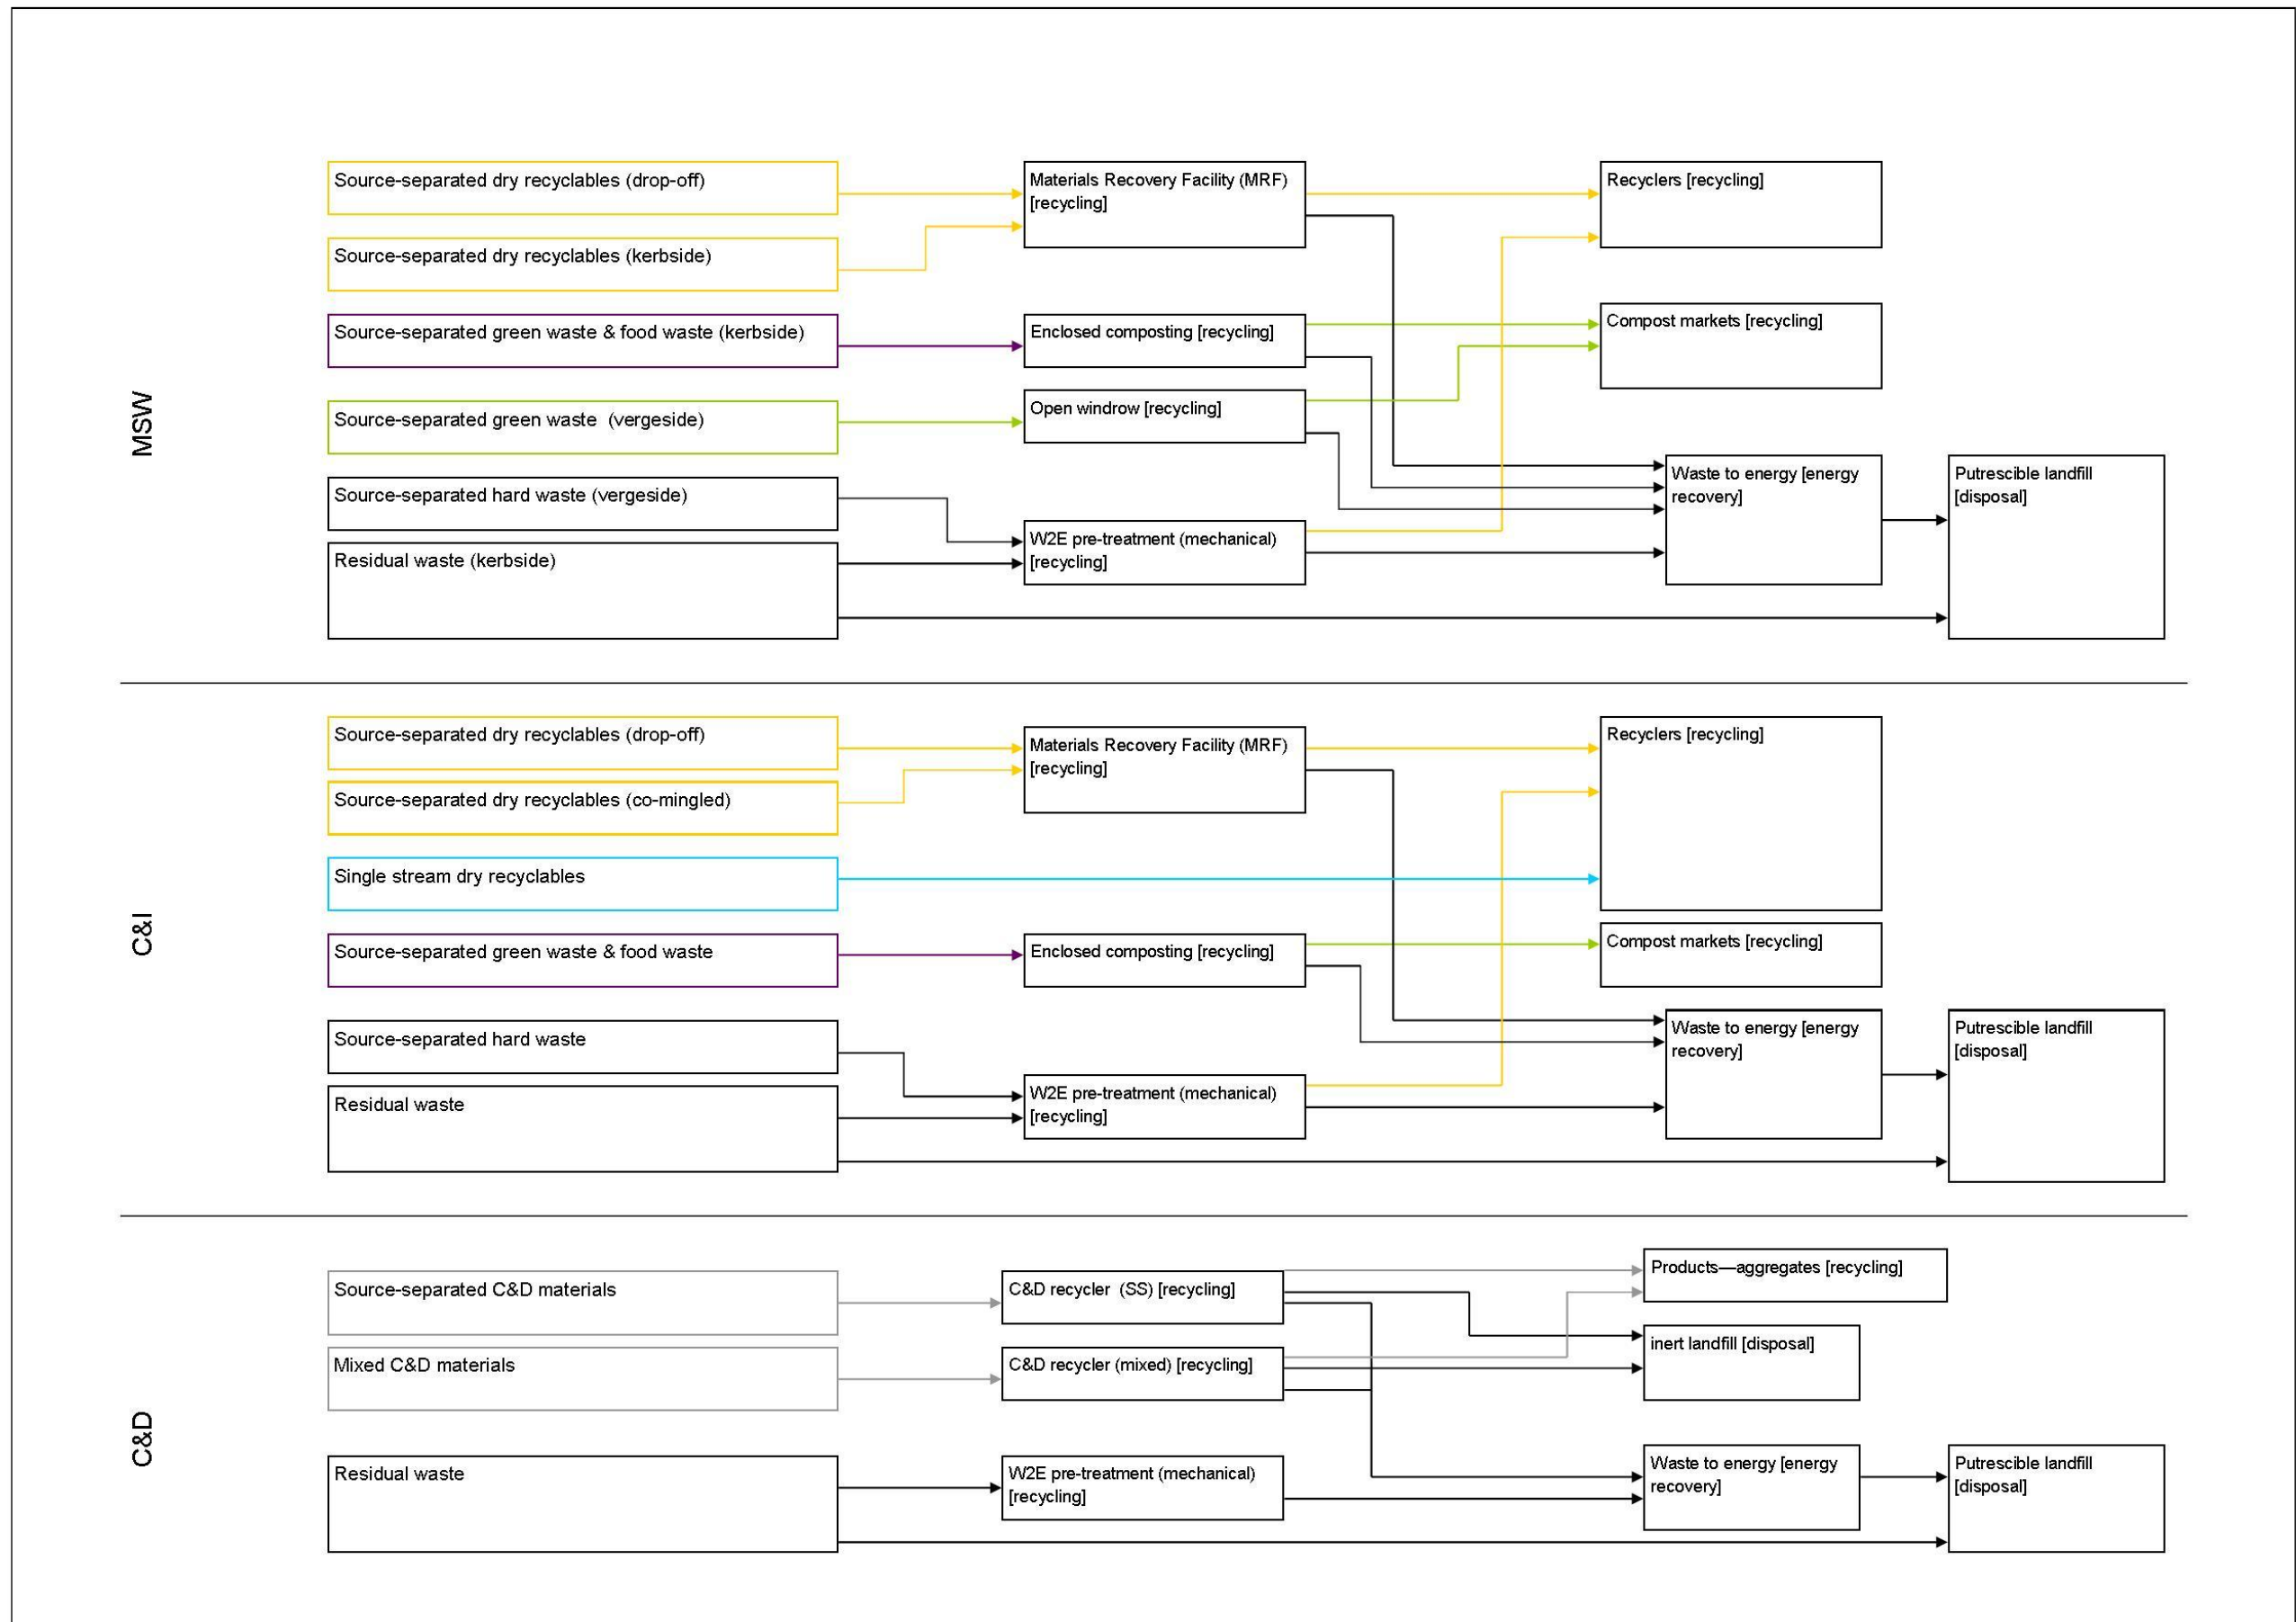 MSW
Source-separated dry recyclables (drop-off)
Source-separated dry recyclables (kerbside)
Source-separated green waste & food waste (kerbside)
Source-separated green waste (vergeside)
Source-separated hard waste (vergeside)
Residual waste (kerbside)
Materials Recovery Facility (MRF)
[recycling]
Enclosed composting [recycling]
Open windrow [recycling]
W2E pre-treatment (mechanical)
[recycling]
Recyclers [recycling]
Compost markets [recycling]
Waste to energy [energy
recovery]
Putrescible landfill
[disposal]
C&I
Source-separated dry recyclables (drop-off)
Source-separated dry recyclables (co-mingled)
Single stream dry recyclables
Source-separated green waste & food waste
Source-separated hard waste
Residual waste
Materials Recovery Facility (MRF)
[recycling]
Enclosed composting [recycling]
W2E pre-treatment (mechanical)
[recycling]
Recyclers [recycling]
Compost markets [recycling]
Waste to energy [energy
recovery]
Putrescible landfill
[disposal]
C&D
Source-separated C&D materials
Mixed C&D materials
Residual waste
C&D recycler (SS) [recycling]
C&D recycler (mixed) [recycling]
W2E pre-treatment (mechanical)
[recycling]
Products—aggregates [recycling]
inert landfill [disposal]
Waste to energy [energy
recovery]
Putrescible landfill
[disposal]